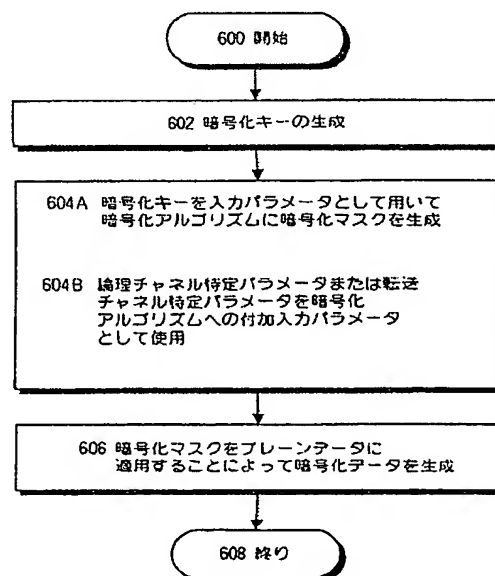 600 開始
602 暗号化キーの生成
604A 暗号化キーを入力パラメータとして用いて
暗号化アルゴリズムに暗号化マスクを生成
604B 論理チャネル特定パラメータまたは転送
チャネル特定パラメータを暗号化
アルゴリズムへの付加入力パラメータ
として使用
606 暗号化マスクをプレーンデータに
適用することによって暗号化データを生成
608 終り